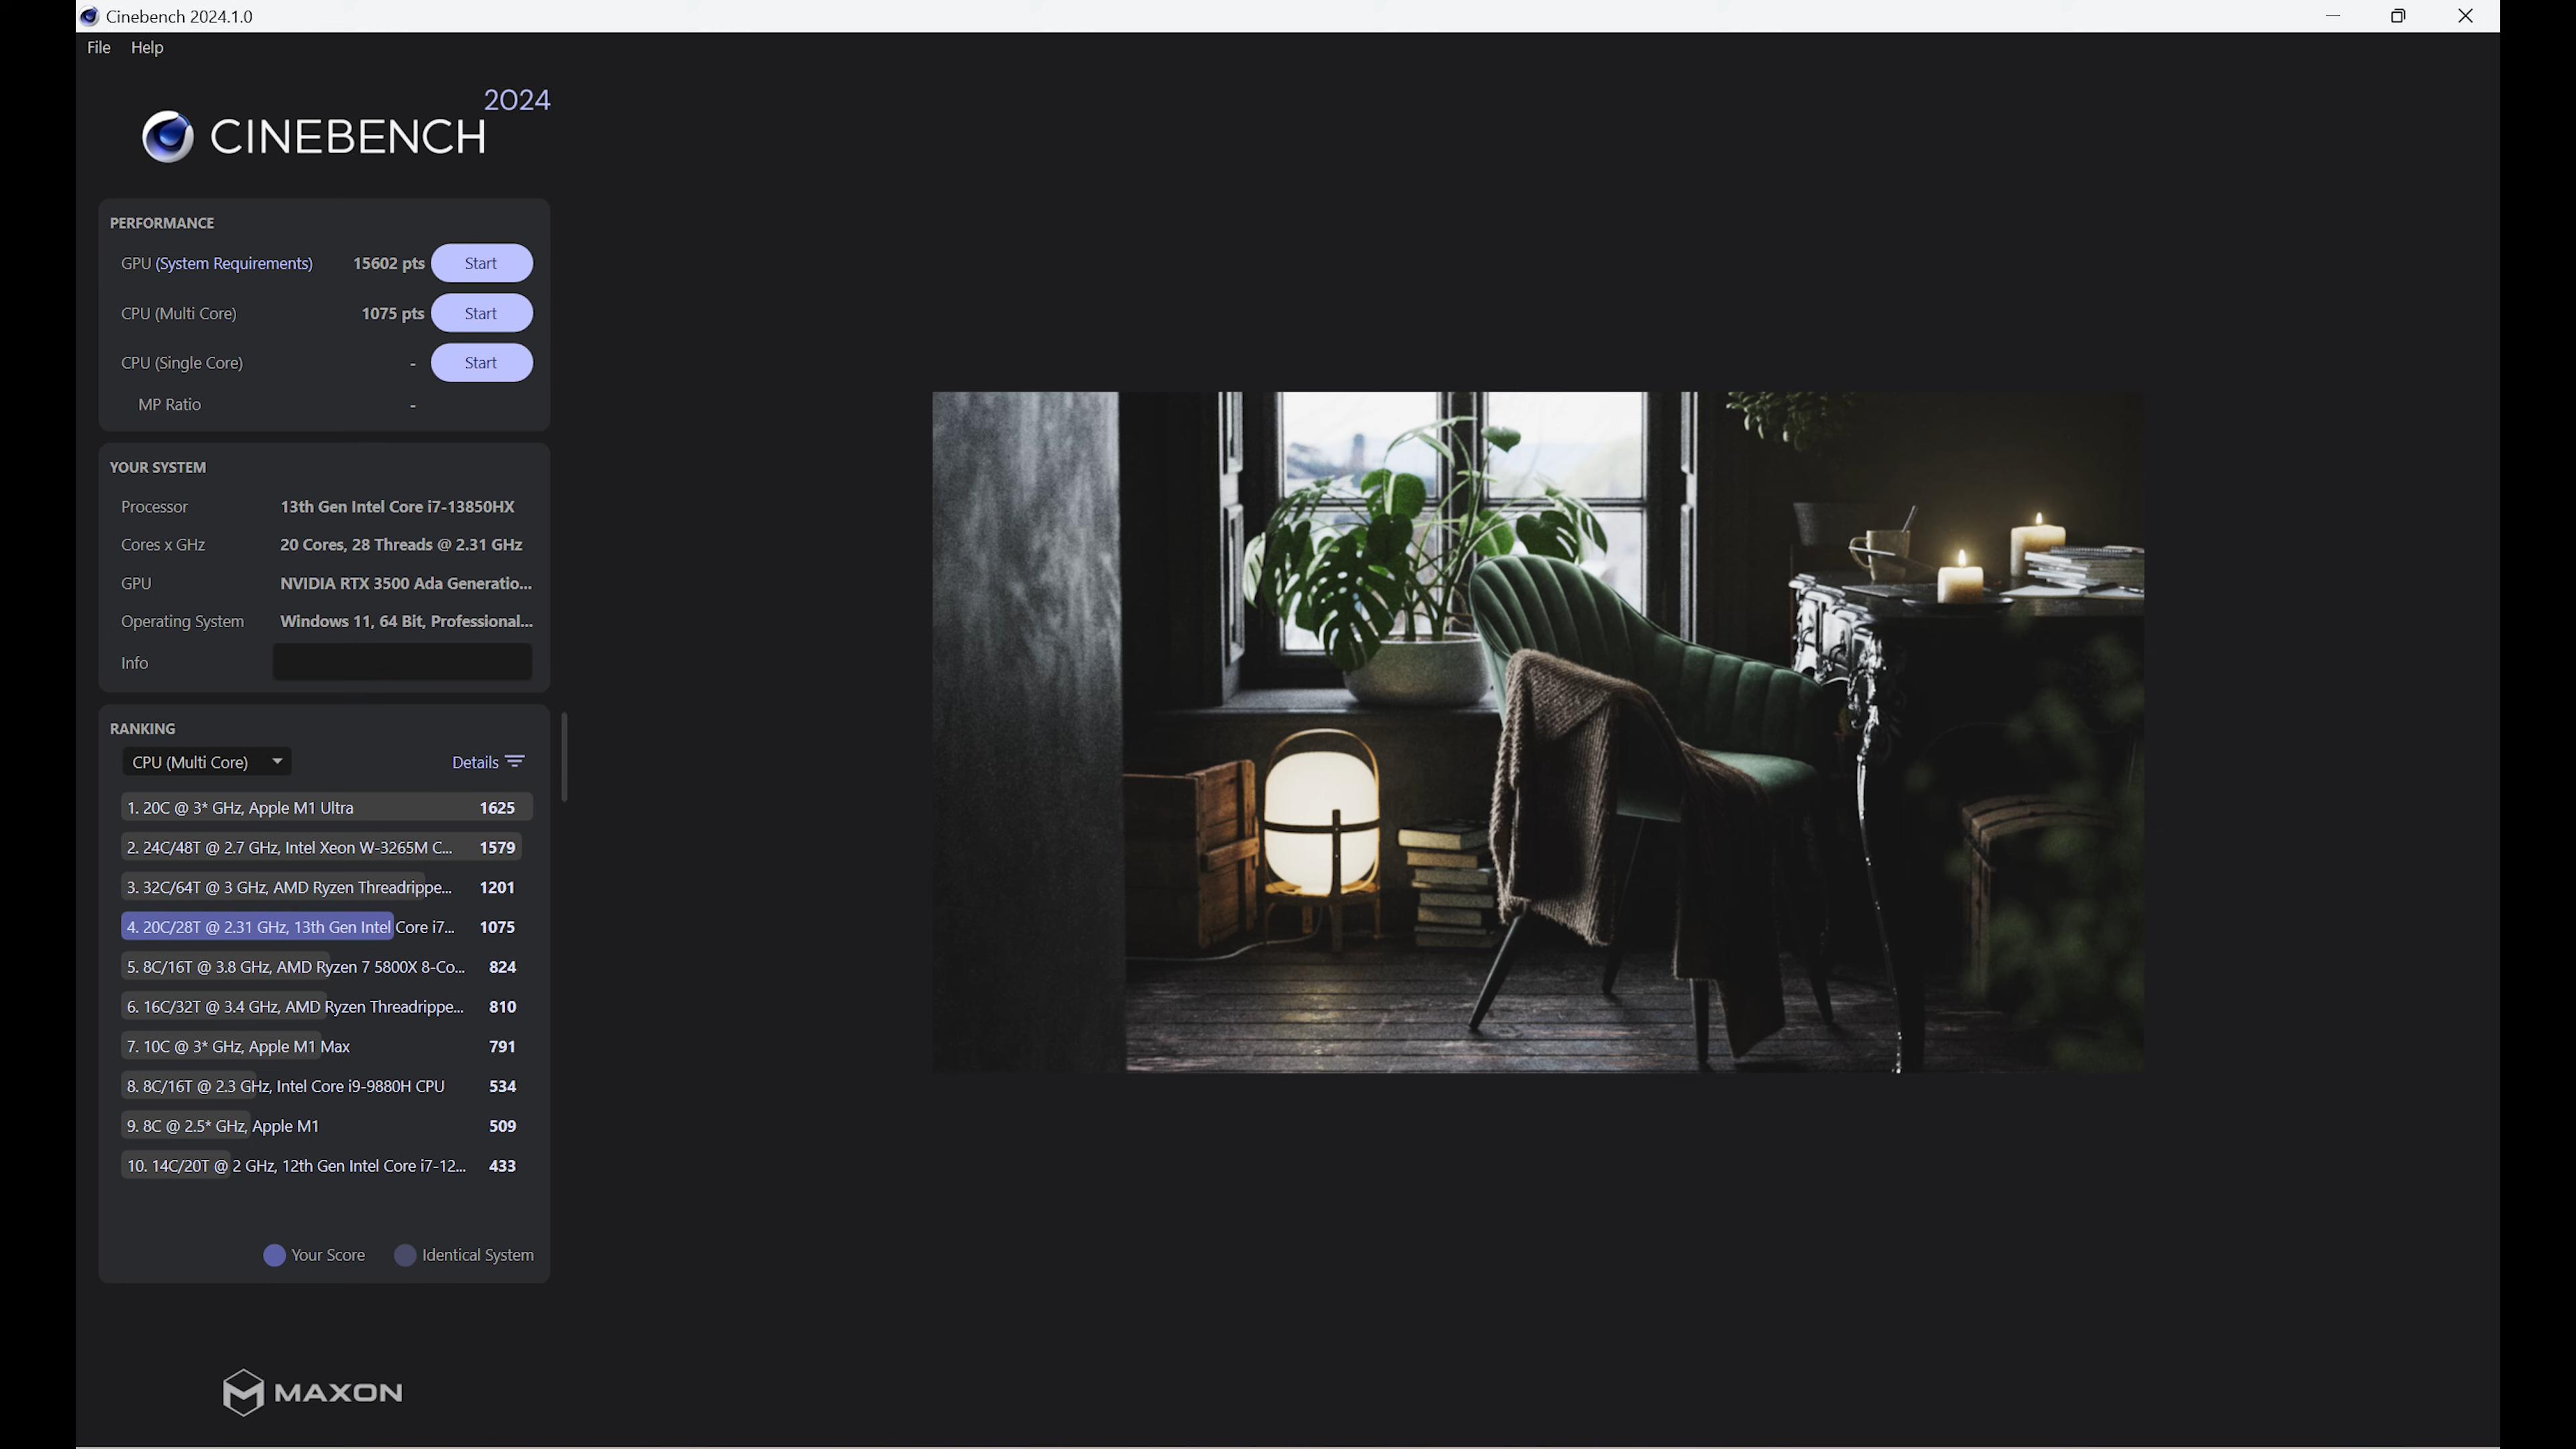 Cinebench 2024.1.0
File Help
CINEBENCH 2024
PERFORMANCE
GPU (System Requirements) 15602 pts Start
CPU (Multi Core) 1075 pts Start
CPU (Single Core) - Start
MP Ratio -
YOUR SYSTEM
Processor 13th Gen Intel Core i7-13850HX
Cores x GHz 20 Cores, 28 Threads @ 2.31 GHz
GPU NVIDIA RTX 3500 Ada Generatio...
Operating System Windows 11, 64 Bit, Professional...
Info
RANKING
CPU (Multi Core) Details
1. 20C @ 3* GHz, Apple M1 Ultra 1625
2. 24C/48T @ 2.7 GHz, Intel Xeon W-3265M C... 1579
3. 32C/64T @ 3 GHz, AMD Ryzen Threadrippe... 1201
4. 20C/28T @ 2.31 GHz, 13th Gen Intel Core i7... 1075
5. 8C/16T @ 3.8 GHz, AMD Ryzen 7 5800X 8-Co... 824
6. 16C/32T @ 3.4 GHz, AMD Ryzen Threadrippe... 810
7. 10C @ 3* GHz, Apple M1 Max 791
8. 8C/16T @ 2.3 GHz, Intel Core i9-9880H CPU 534
9. 8C @ 2.5* GHz, Apple M1 509
10. 14C/20T @ 2 GHz, 12th Gen Intel Core i7-12... 433
Your Score Identical System
MAXON